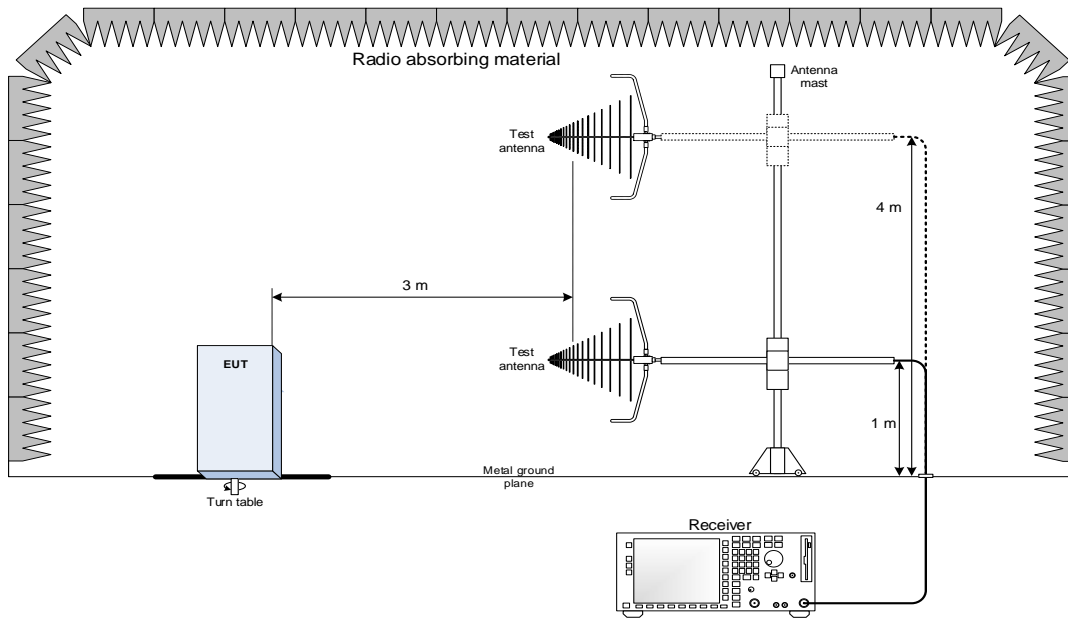 Radio absorbing material
Antenna
mast
Test
antenna
4 m
3 m
EUT
Test
antenna
1 m
Metal ground
plane
Turn table
Receiver